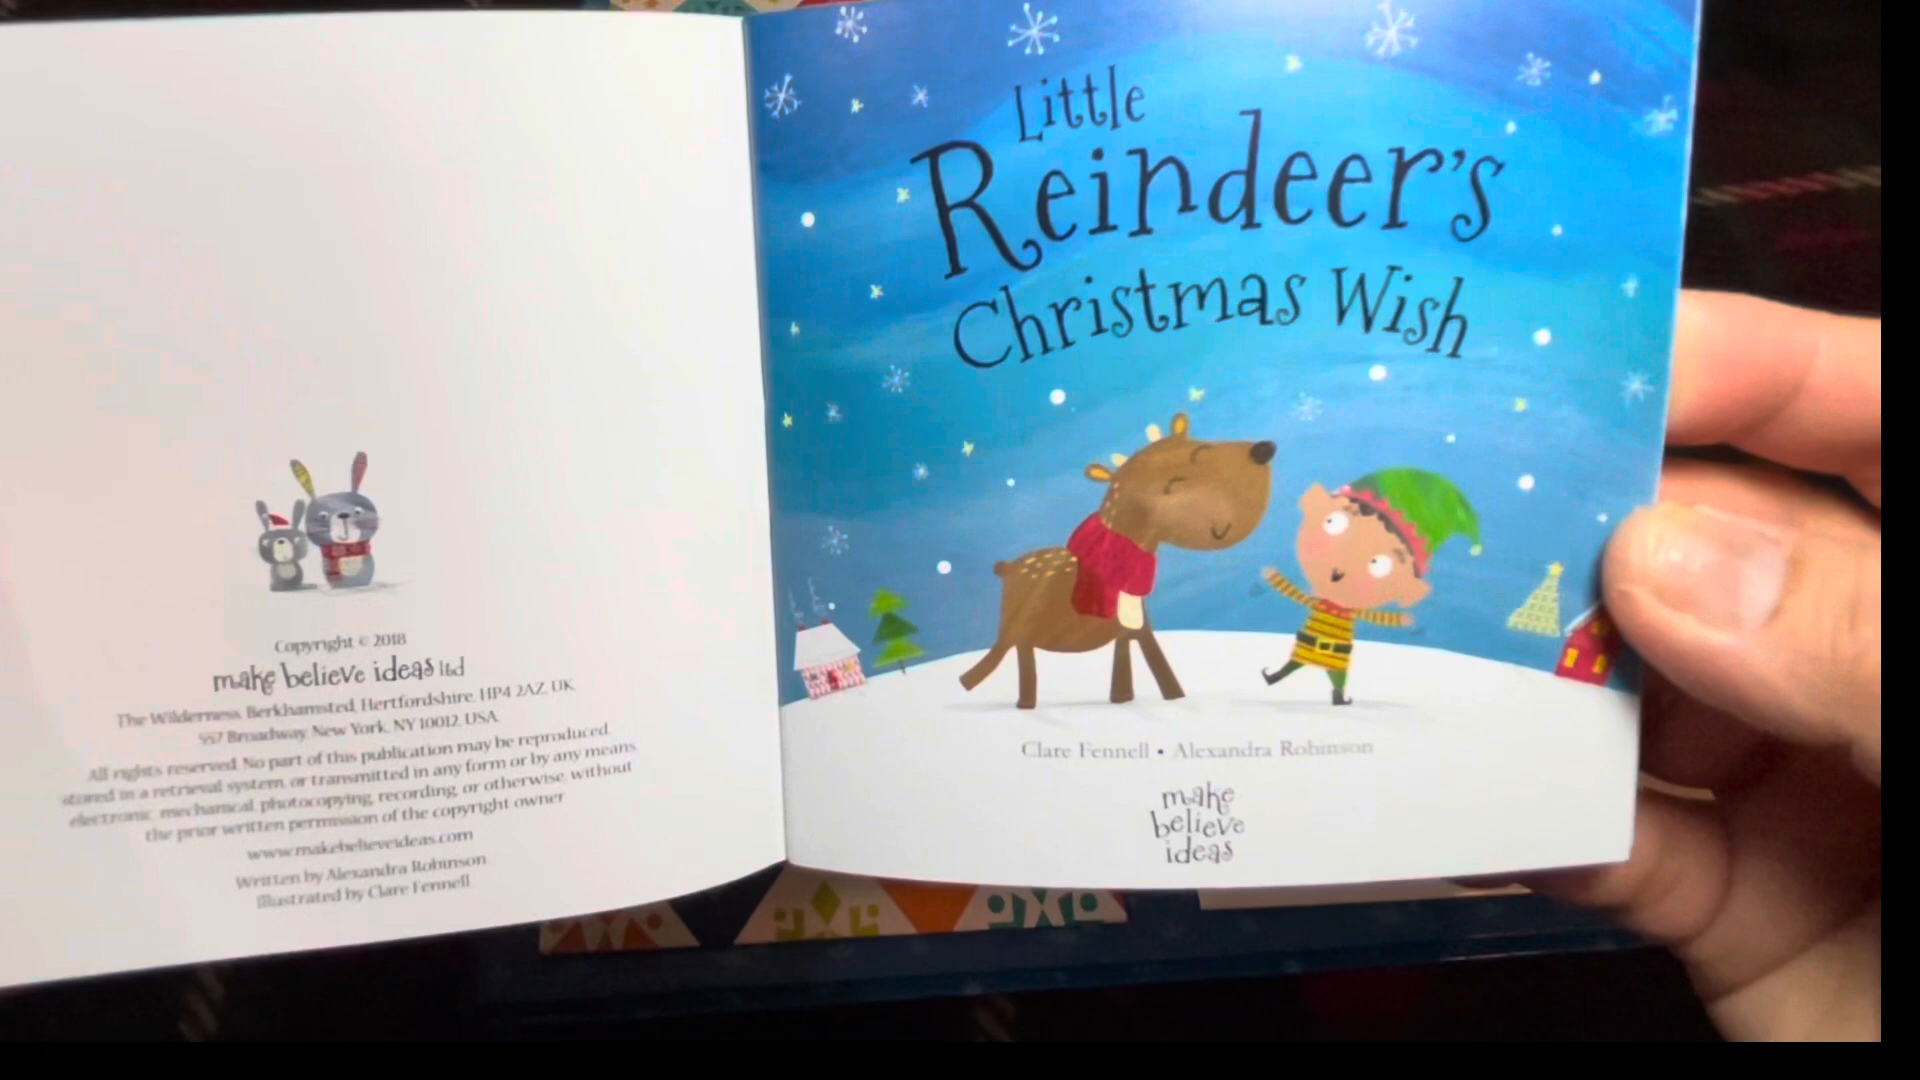 Copyright © 2018
make believe ideas ltd
The Wilderness, Berkhamsted, Hertfordshire, HP4 2AZ, UK.
557 Broadway, New York, NY 10012, USA.
All rights reserved. No part of this publication may be reproduced,
stored in a retrieval system, or transmitted in any form or by any means,
electronic, mechanical, photocopying, recording, or otherwise, without
the prior written permission of the copyright owner.
www.makebelieveideas.com
Written by Alexandra Robinson.
Illustrated by Clare Fennell.
Little
Reindeer's
Christmas Wish
Clare Fennell • Alexandra Robinson
make
believe
ideas